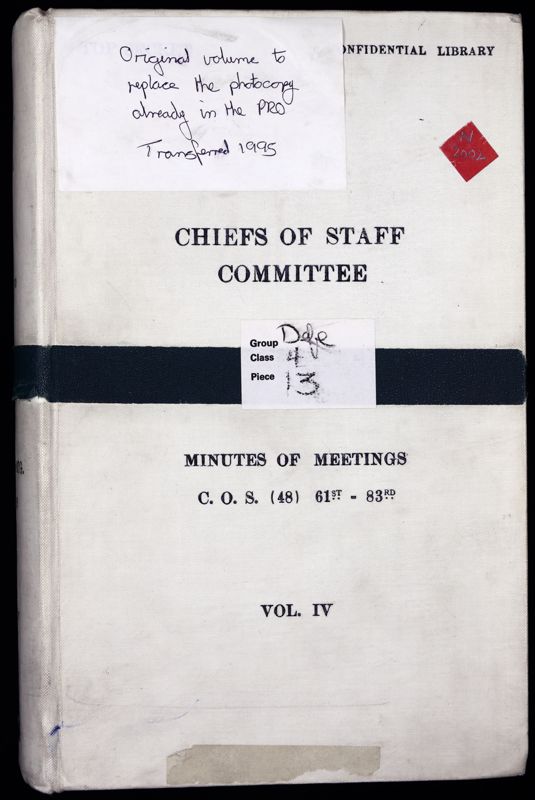 Original volume to
replace the photocopy
already in the PRO
Transferred 1995
ONFIDENTIAL LIBRARY
N
2002
CHIEFS OF STAFF
COMMITTEE
Group Defe
Class 4
Piece 13
MINUTES OF MEETINGS
C. O. S. (48) 61ST - 83RD
VOL. IV